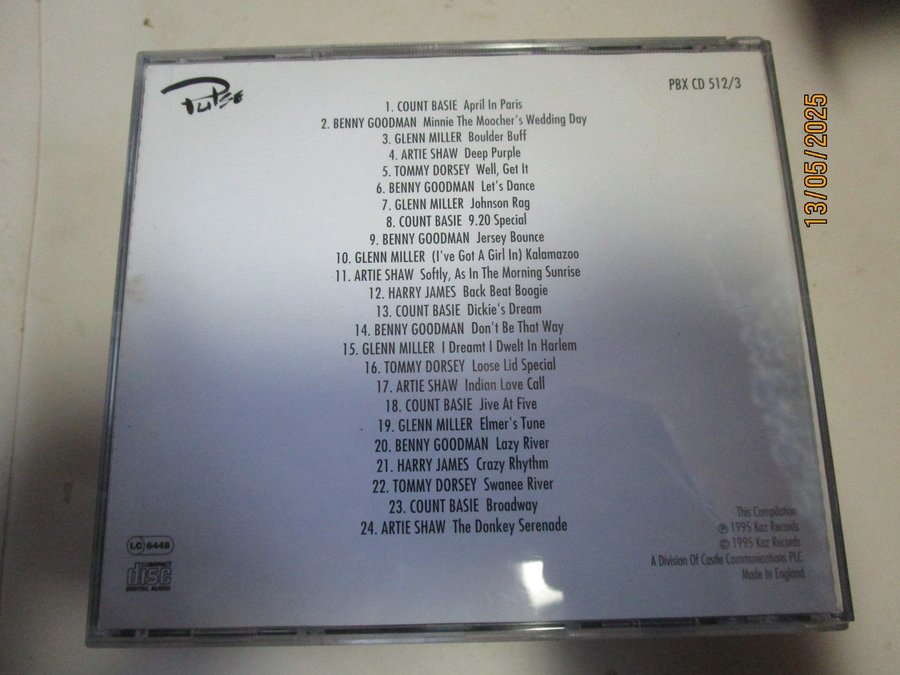 Pulse
PBX CD 512/3
1. COUNT BASIE April In Paris
2. BENNY GOODMAN Minnie The Moocher's Wedding Day
3. GLENN MILLER Boulder Buff
4. ARTIE SHAW Deep Purple
5. TOMMY DORSEY Well, Get It
6. BENNY GOODMAN Let's Dance
7. GLENN MILLER Johnson Rag
8. COUNT BASIE 9.20 Special
9. BENNY GOODMAN Jersey Bounce
10. GLENN MILLER (I've Got A Girl In) Kalamazoo
11. ARTIE SHAW Softly, As In The Morning Sunrise
12. HARRY JAMES Back Beat Boogie
13. COUNT BASIE Dickie's Dream
14. BENNY GOODMAN Don't Be That Way
15. GLENN MILLER I Dreamt I Dwelt In Harlem
16. TOMMY DORSEY Loose Lid Special
17. ARTIE SHAW Indian Love Call
18. COUNT BASIE Jive At Five
19. GLENN MILLER Elmer's Tune
20. BENNY GOODMAN Lazy River
21. HARRY JAMES Crazy Rhythm
22. TOMMY DORSEY Swanee River
23. COUNT BASIE Broadway
24. ARTIE SHAW The Donkey Serenade
LC 6448
COMPACT
disc
DIGITAL AUDIO
This Compilation
℗ 1995 Kaz Records
© 1995 Kaz Records
A Division Of Castle Communications PLC
Made In England
13/05/2025